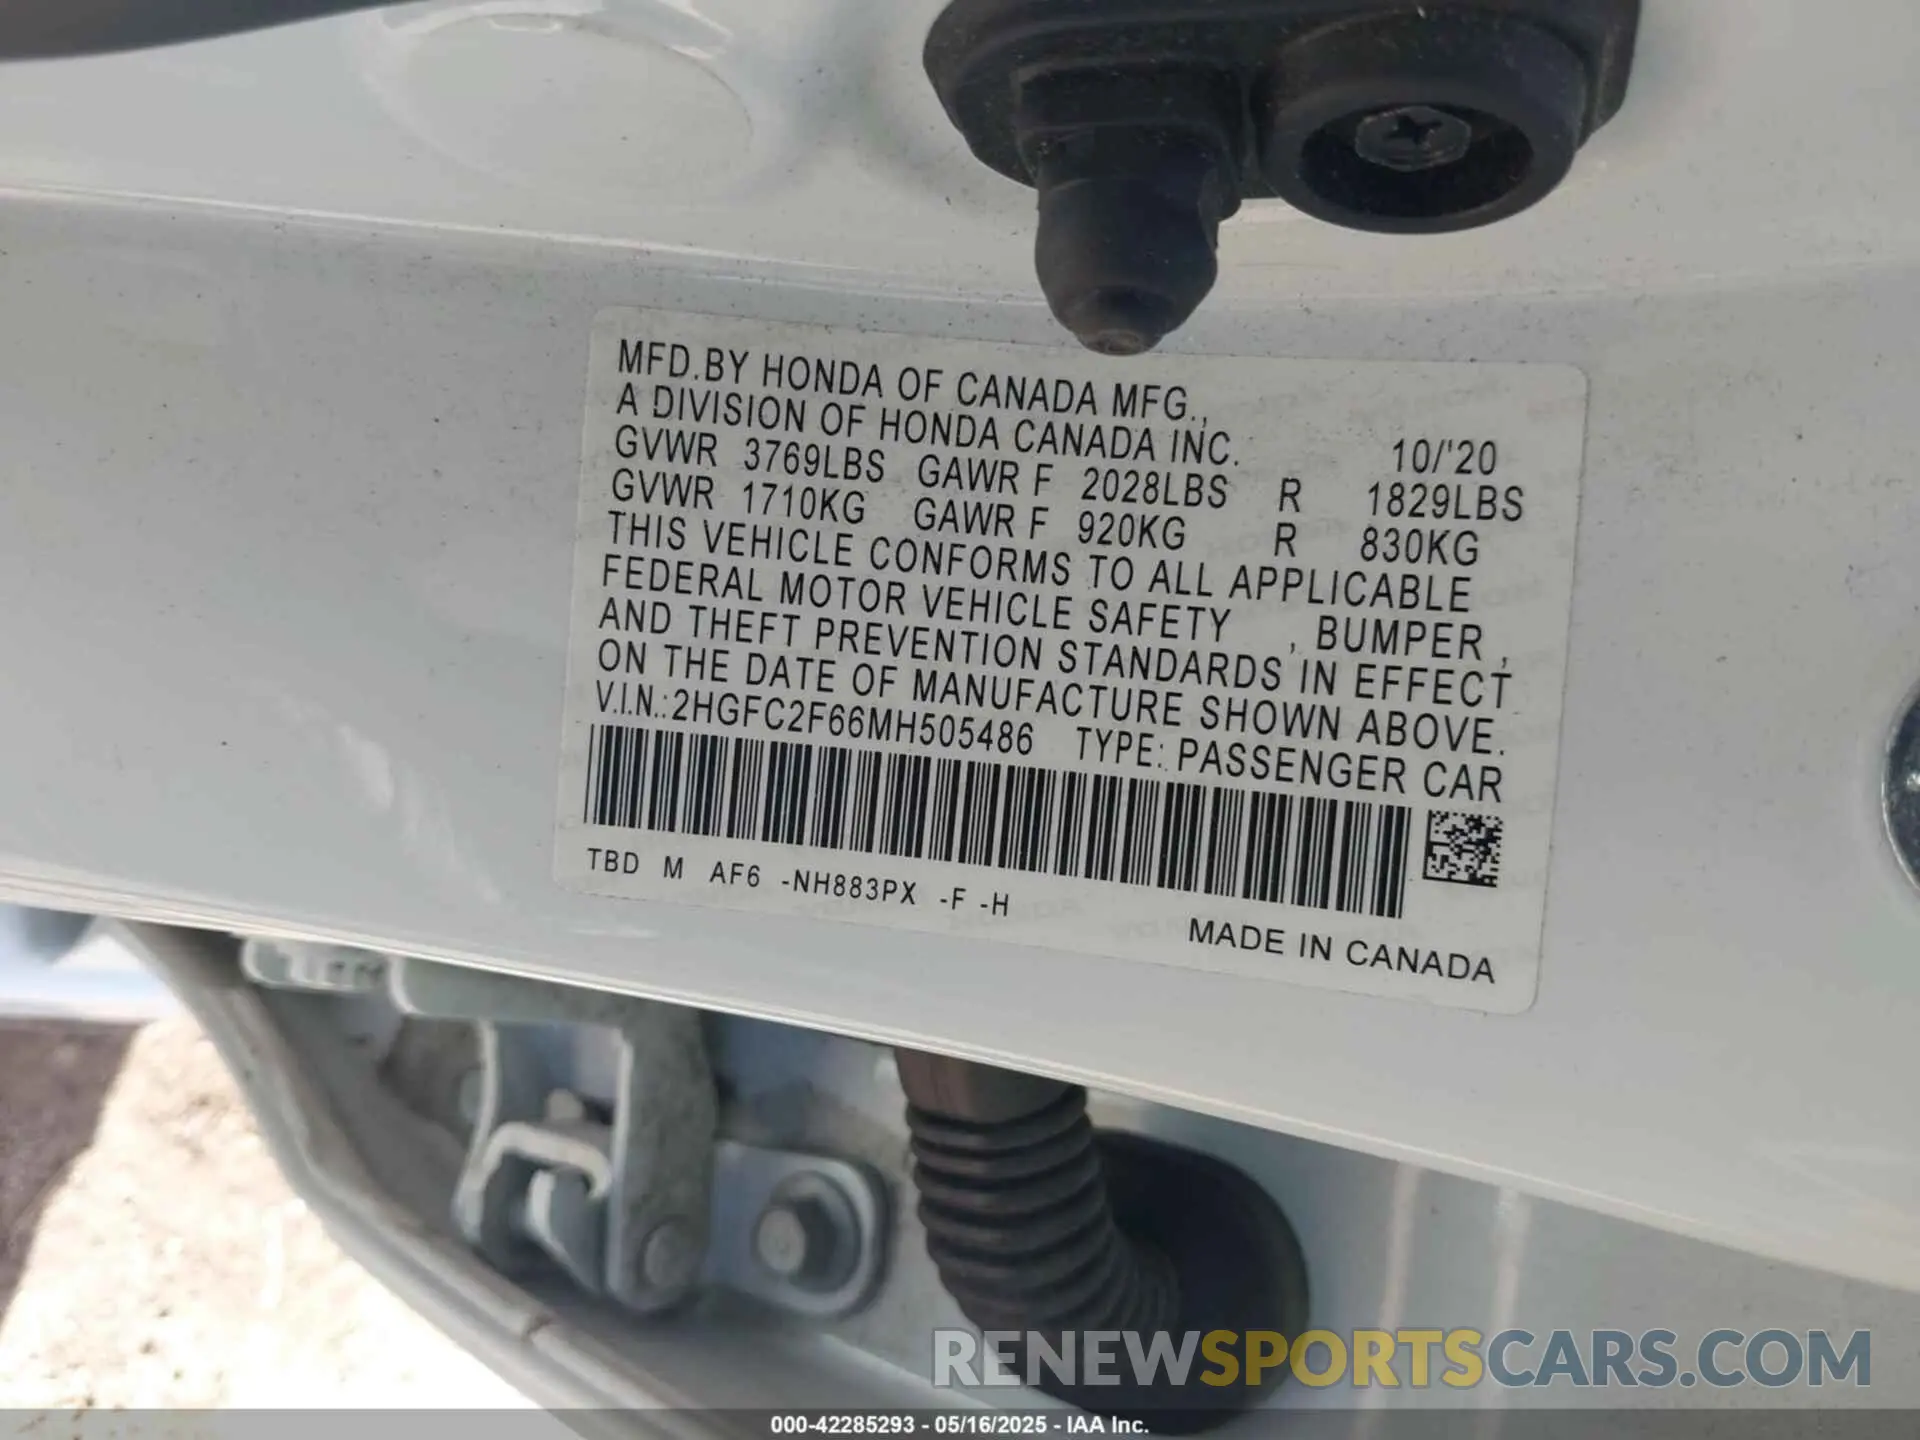 MFD.BY HONDA OF CANADA MFG.,
A DIVISION OF HONDA CANADA INC. 10/'20
GVWR 3769LBS GAWR F 2028LBS R 1829LBS
GVWR 1710KG GAWR F 920KG R 830KG
THIS VEHICLE CONFORMS TO ALL APPLICABLE
FEDERAL MOTOR VEHICLE SAFETY , BUMPER ,
AND THEFT PREVENTION STANDARDS IN EFFECT
ON THE DATE OF MANUFACTURE SHOWN ABOVE.
V.I.N.: 2HGFC2F66MH505486 TYPE: PASSENGER CAR
TBD M AF6 -NH883PX -F -H
MADE IN CANADA
RENEWSPORTSCARS.COM
000-42285293 - 05/16/2025 - IAA Inc.